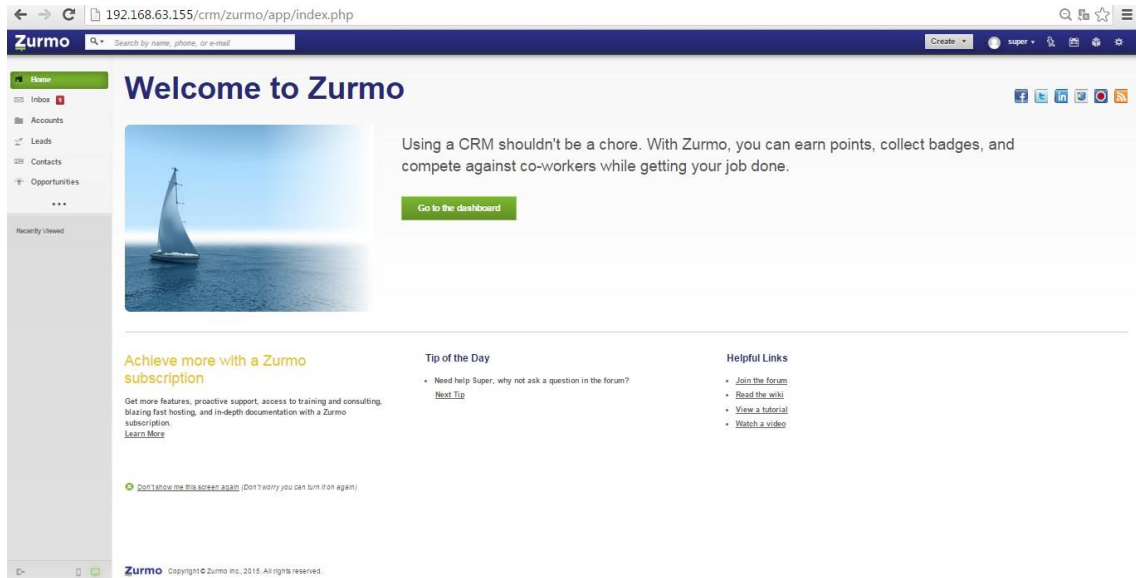 192.168.63.155/crm/zurmo/app/index.php
Zurmo
Search by name, phone, or e-mail
Create
super
Home
Inbox 1
Accounts
Leads
Contacts
Opportunities
Recently Viewed
Welcome to Zurmo
Using a CRM shouldn't be a chore. With Zurmo, you can earn points, collect badges, and
compete against co-workers while getting your job done.
Go to the dashboard
Achieve more with a Zurmo
subscription
Get more features, proactive support, access to training and consulting,
blazing fast hosting, and in-depth documentation with a Zurmo
subscription.
Learn More
Tip of the Day
Need help Super, why not ask a question in the forum?
Next Tip
Helpful Links
Join the forum
Read the wiki
View a tutorial
Watch a video
Don't show me this screen again (Don't worry you can turn it on again)
Zurmo Copyright © Zurmo Inc., 2015. All rights reserved.